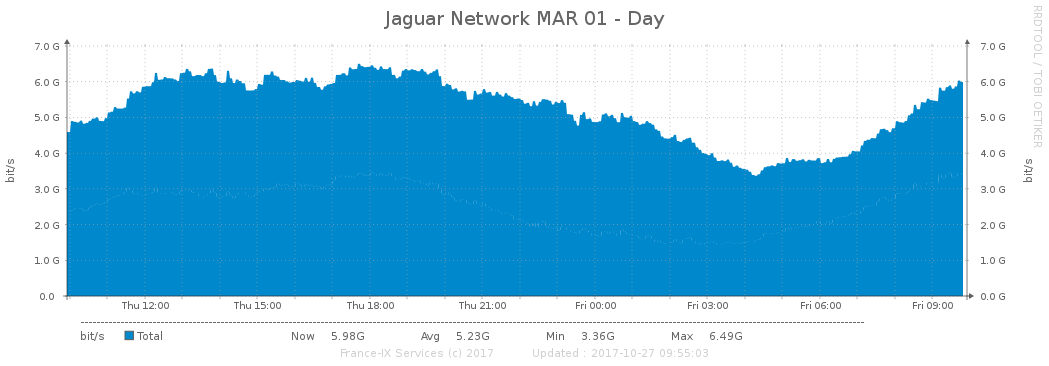 Jaguar Network MAR 01 - Day
RRDTOOL / TOBI OETIKER
7.0 G 7.0 G
6.0 G 6.0 G
5.0 G 5.0 G
4.0 G 4.0 G
3.0 G 3.0 G
2.0 G 2.0 G
1.0 G 1.0 G
0.0 0.0 G
bit/s
bit/s
Thu 12:00 Thu 15:00 Thu 18:00 Thu 21:00 Fri 00:00 Fri 03:00 Fri 06:00 Fri 09:00
bit/s Total Now 5.98G Avg 5.23G Min 3.36G Max 6.49G
France-IX Services (c) 2017 Updated : 2017-10-27 09:55:03